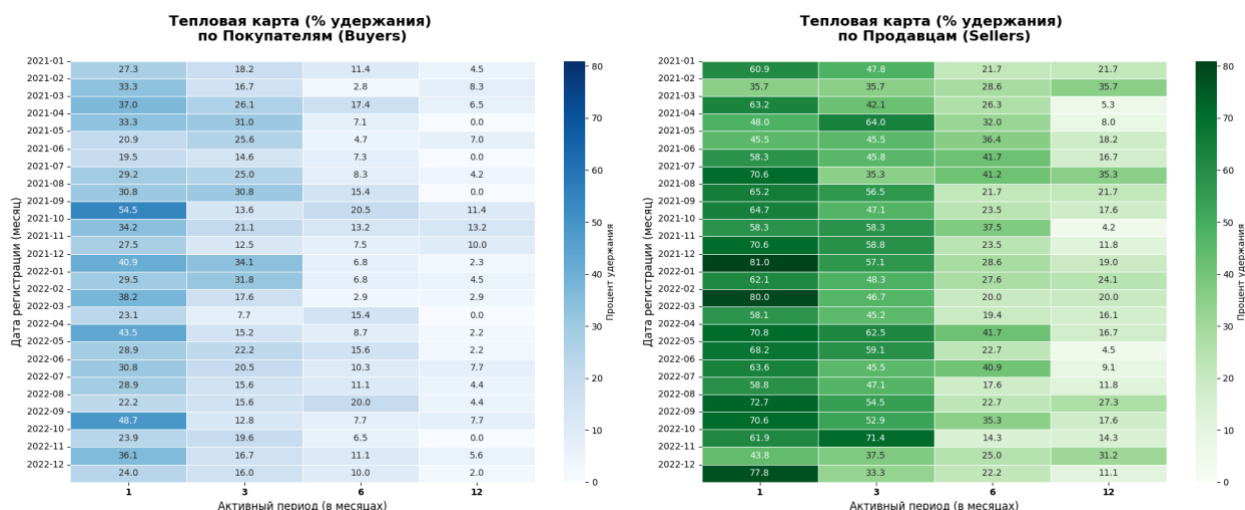 Тепловая карта (% удержания)
по Покупателям (Buyers)
Дата регистрации (месяц)
2021-01
27.3 18.2 11.4 4.5
2021-02
33.3 16.7 2.8 8.3
2021-03
37.0 26.1 17.4 6.5
2021-04
33.3 31.0 7.1 0.0
2021-05
20.9 25.6 4.7 7.0
2021-06
19.5 14.6 7.3 0.0
2021-07
29.2 25.0 8.3 4.2
2021-08
30.8 30.8 15.4 0.0
2021-09
54.5 13.6 20.5 11.4
2021-10
34.2 21.1 13.2 13.2
2021-11
27.5 12.5 7.5 10.0
2021-12
40.9 34.1 6.8 2.3
2022-01
29.5 31.8 6.8 4.5
2022-02
38.2 17.6 2.9 2.9
2022-03
23.1 7.7 15.4 0.0
2022-04
43.5 15.2 8.7 2.2
2022-05
28.9 22.2 15.6 2.2
2022-06
30.8 20.5 10.3 7.7
2022-07
28.9 15.6 11.1 4.4
2022-08
22.2 15.6 20.0 4.4
2022-09
48.7 12.8 7.7 7.7
2022-10
23.9 19.6 6.5 0.0
2022-11
36.1 16.7 11.1 5.6
2022-12
24.0 16.0 10.0 2.0
1 3 6 12
Активный период (в месяцах)
80
70
60
50
40
30
20
10
0
Процент удержания
Тепловая карта (% удержания)
по Продавцам (Sellers)
Дата регистрации (месяц)
2021-01
60.9 47.8 21.7 21.7
2021-02
35.7 35.7 28.6 35.7
2021-03
63.2 42.1 26.3 5.3
2021-04
48.0 64.0 32.0 8.0
2021-05
45.5 45.5 36.4 18.2
2021-06
58.3 45.8 41.7 16.7
2021-07
70.6 35.3 41.2 35.3
2021-08
65.2 56.5 21.7 21.7
2021-09
64.7 47.1 23.5 17.6
2021-10
58.3 58.3 37.5 4.2
2021-11
70.6 58.8 23.5 11.8
2021-12
81.0 57.1 28.6 19.0
2022-01
62.1 48.3 27.6 24.1
2022-02
80.0 46.7 20.0 20.0
2022-03
58.1 45.2 19.4 16.1
2022-04
70.8 62.5 41.7 16.7
2022-05
68.2 59.1 22.7 4.5
2022-06
63.6 45.5 40.9 9.1
2022-07
58.8 47.1 17.6 11.8
2022-08
72.7 54.5 22.7 27.3
2022-09
70.6 52.9 35.3 17.6
2022-10
61.9 71.4 14.3 14.3
2022-11
43.8 37.5 25.0 31.2
2022-12
77.8 33.3 22.2 11.1
1 3 6 12
Активный период (в месяцах)
80
70
60
50
40
30
20
10
0
Процент удержания